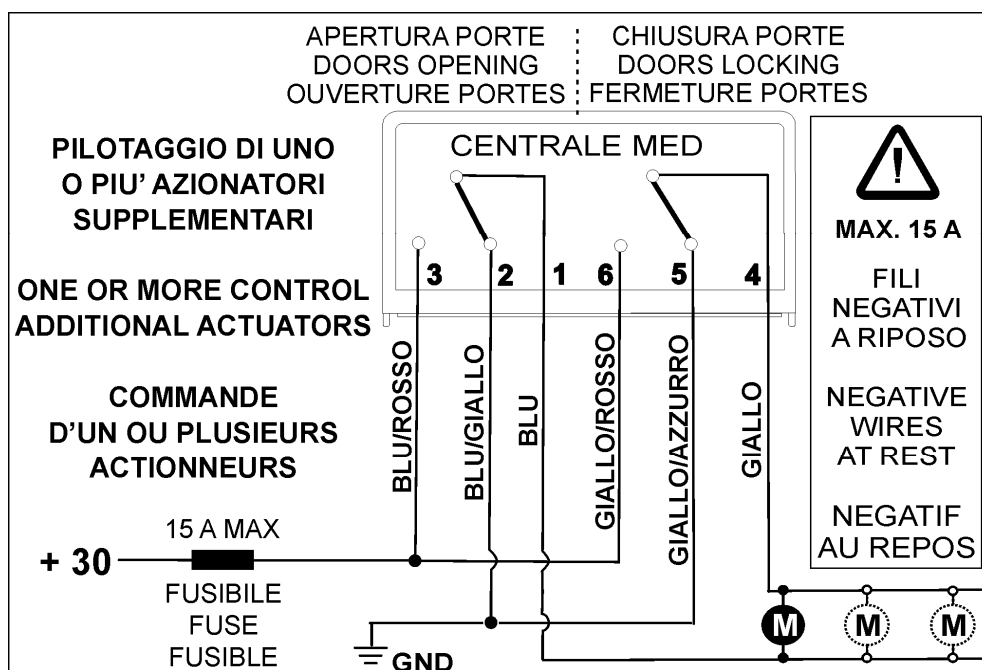 APERTURA PORTE
DOORS OPENING
OUVERTURE PORTES
CHIUSURA PORTE
DOORS LOCKING
FERMETURE PORTES
PILOTAGGIO DI UNO
O PIU' AZIONATORI
SUPPLEMENTARI
ONE OR MORE CONTROL
ADDITIONAL ACTUATORS
COMMANDE
D'UN OU PLUSIEURS
ACTIONNEURS
CENTRALE MED
3 2 1 6 5 4
BLU/ROSSO
BLU/GIALLO
BLU
GIALLO/ROSSO
GIALLO/AZZURRO
GIALLO
!
MAX. 15 A
FILI
NEGATIVI
A RIPOSO
NEGATIVE
WIRES
AT REST
NEGATIF
AU REPOS
15 A MAX
+ 30
FUSIBILE
FUSE
FUSIBLE
GND
M M M